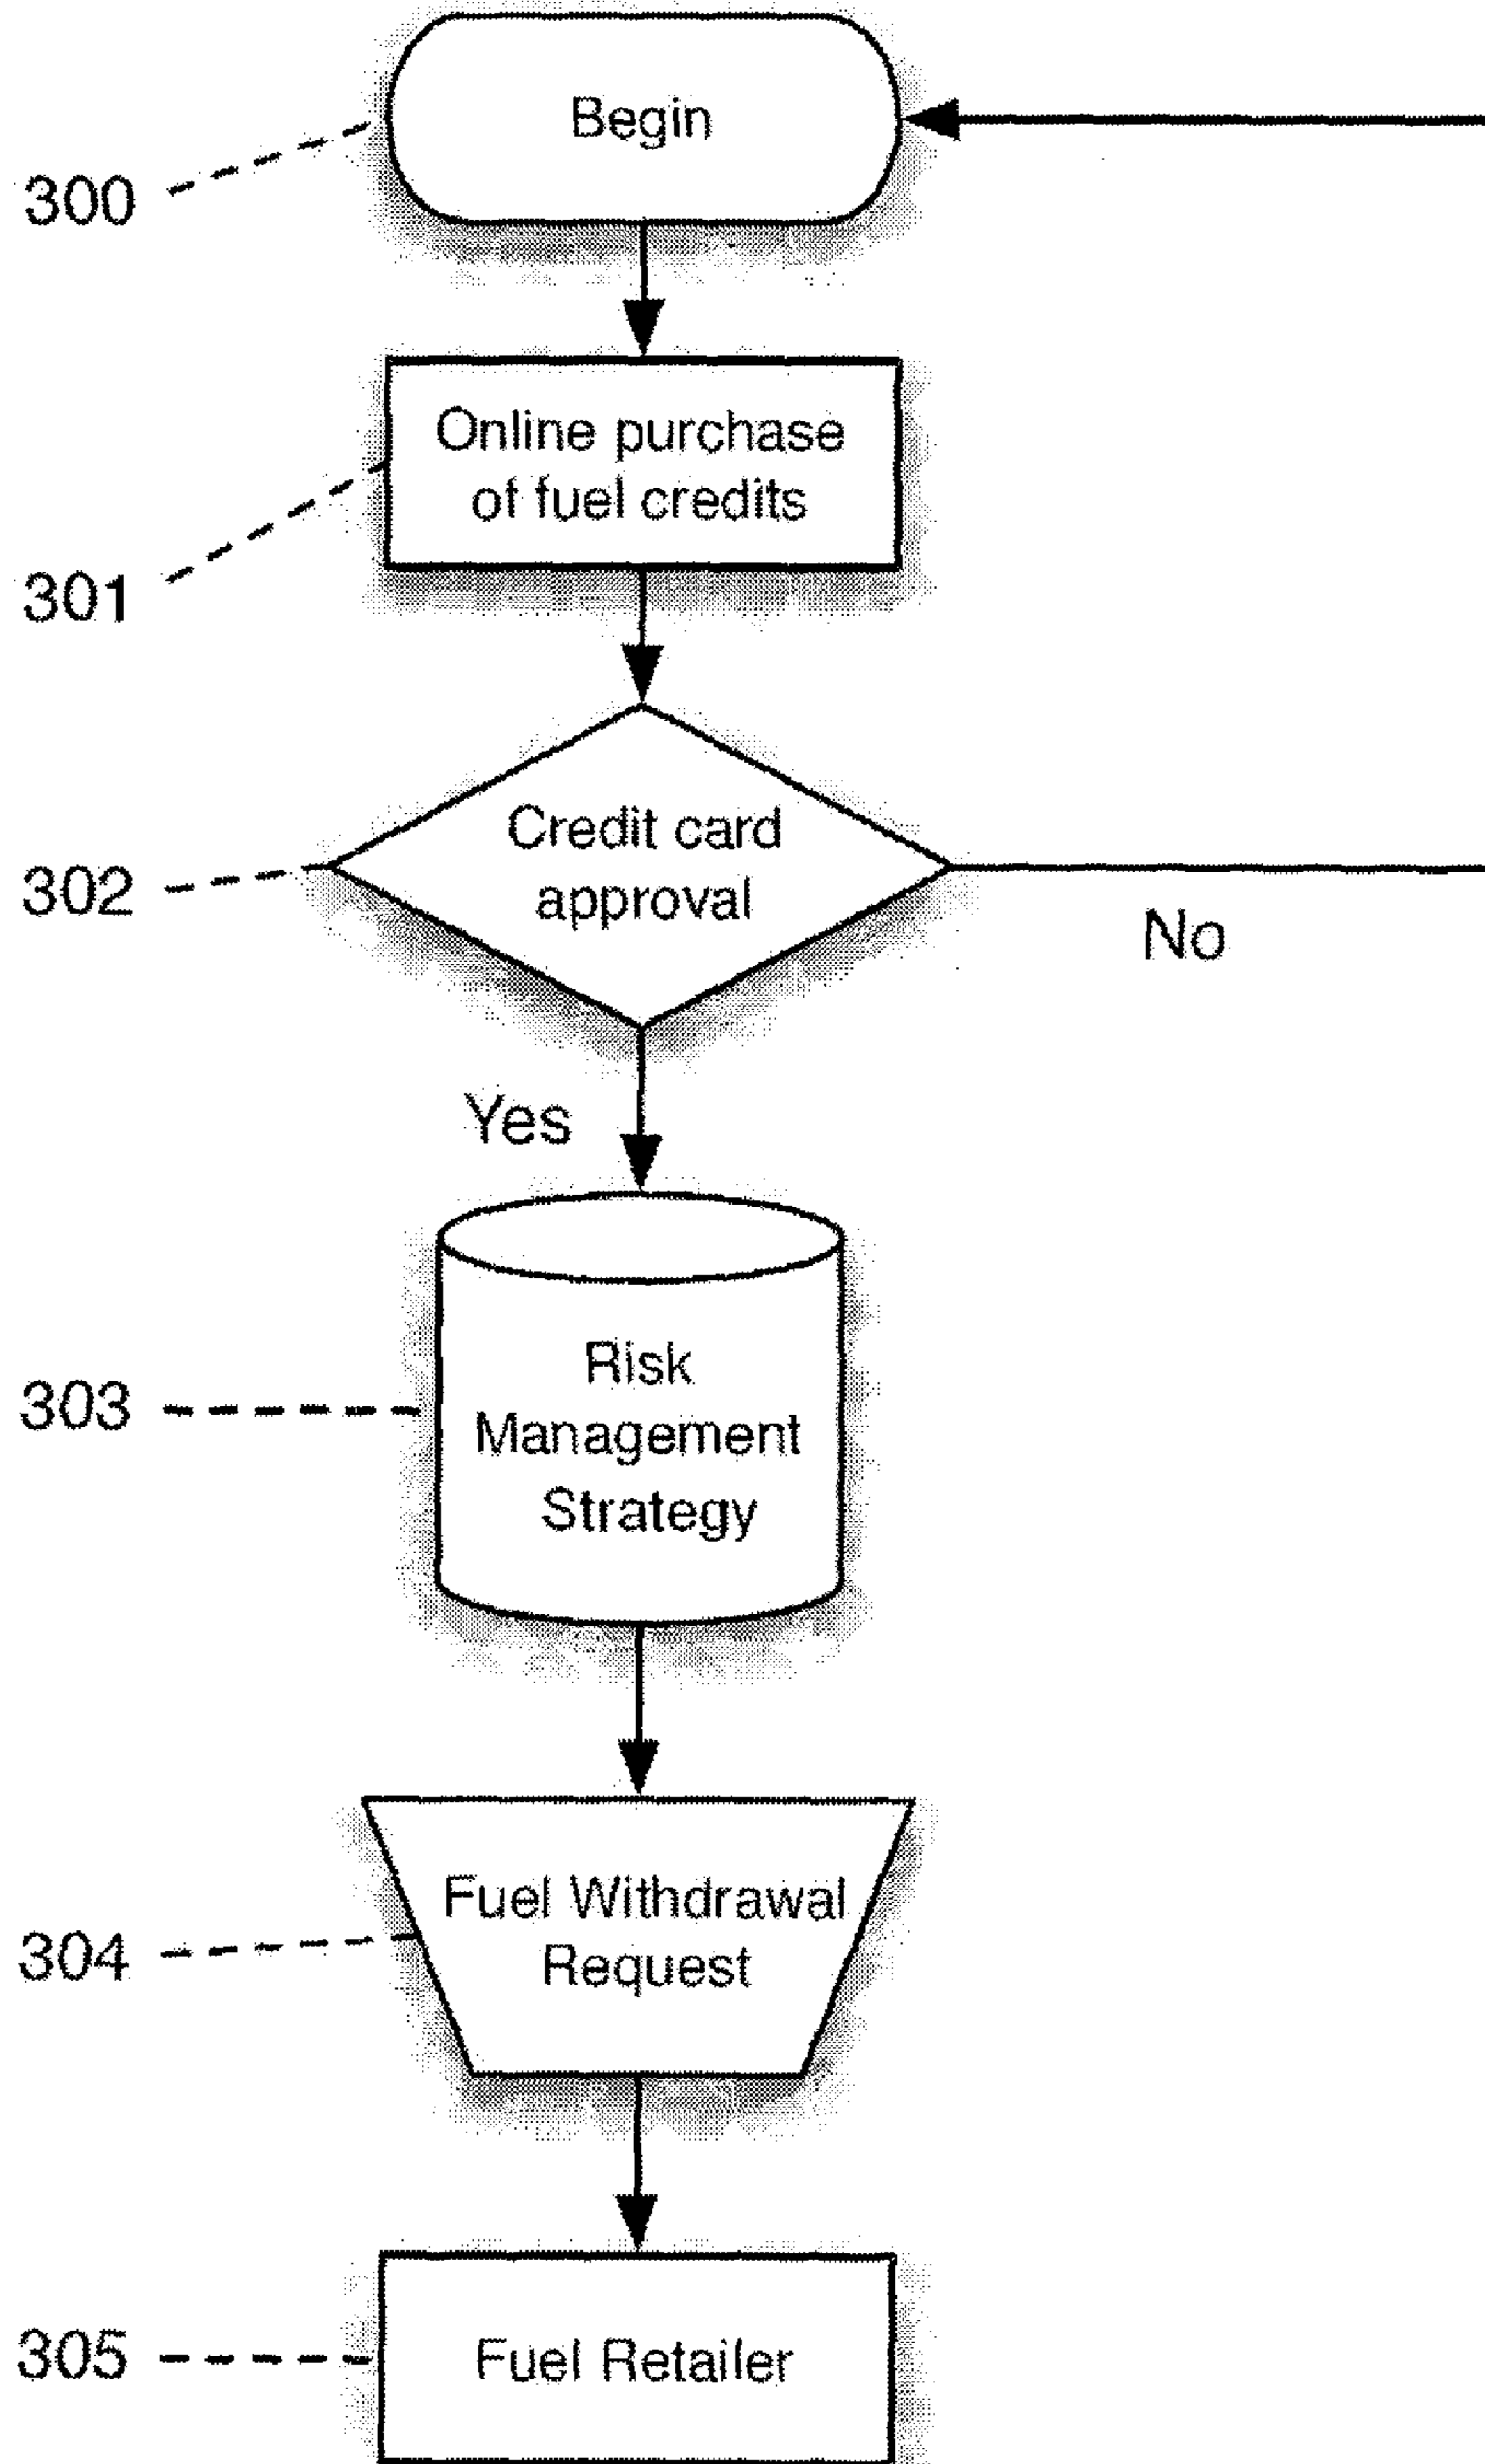 Begin
300
Online purchase
of fuel credits
301
Credit card
approval
302
No
Yes
Risk
303
Management
Strategy
Fuel Withdrawal
304
Request
305
Fuel Retailer